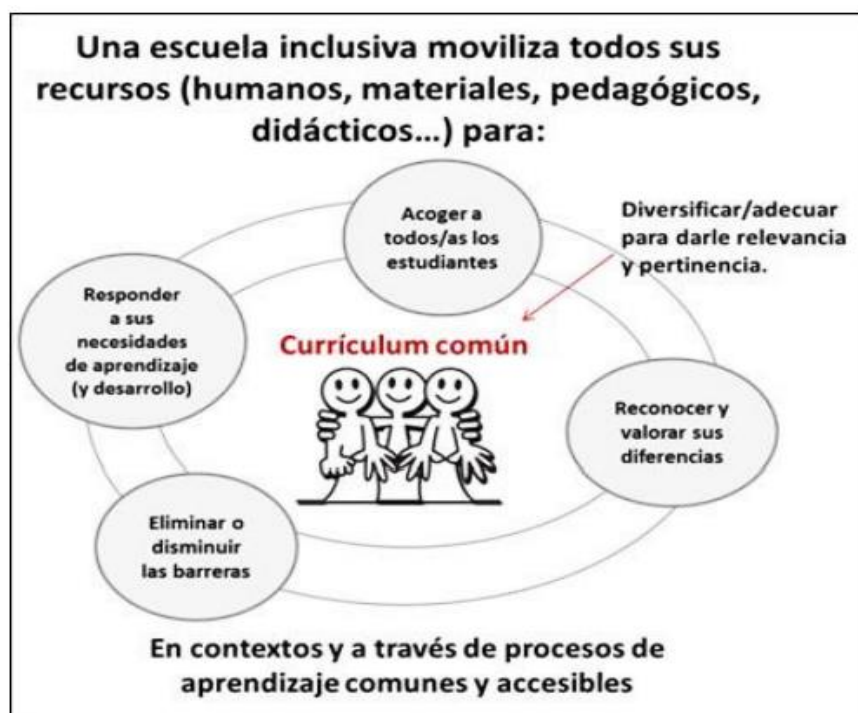 Una escuela inclusiva moviliza todos sus
recursos (humanos, materiales, pedagógicos,
didácticos...) para:
Acoger a
todos/as los
estudiantes
Diversificar/adecuar
para darle relevancia
y pertinencia.
Responder
a sus
necesidades
de aprendizaje
(y desarrollo)
Currículum común
Reconocer y
valorar sus
diferencias
Eliminar o
disminuir
las barreras
En contextos y a través de procesos de
aprendizaje comunes y accesibles